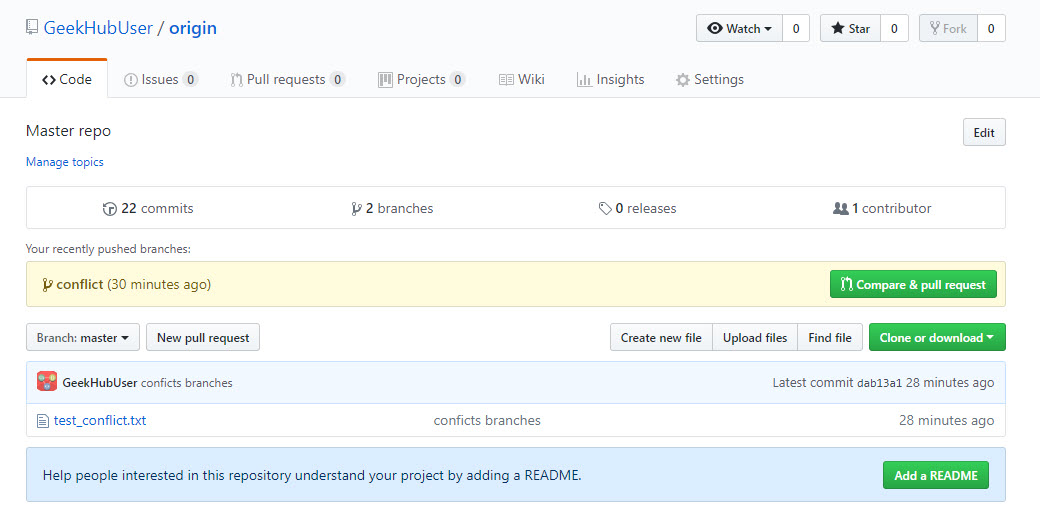 GeekHubUser / origin Watch 0 Star 0 Fork 0
Code Issues 0 Pull requests 0 Projects 0 Wiki Insights Settings
Master repo Edit
Manage topics
22 commits 2 branches 0 releases 1 contributor
Your recently pushed branches:
conflict (30 minutes ago) Compare & pull request
Branch: master New pull request Create new file Upload files Find file Clone or download
GeekHubUser conficts branches Latest commit dab13a1 28 minutes ago
test_conflict.txt conficts branches 28 minutes ago
Help people interested in this repository understand your project by adding a README. Add a README